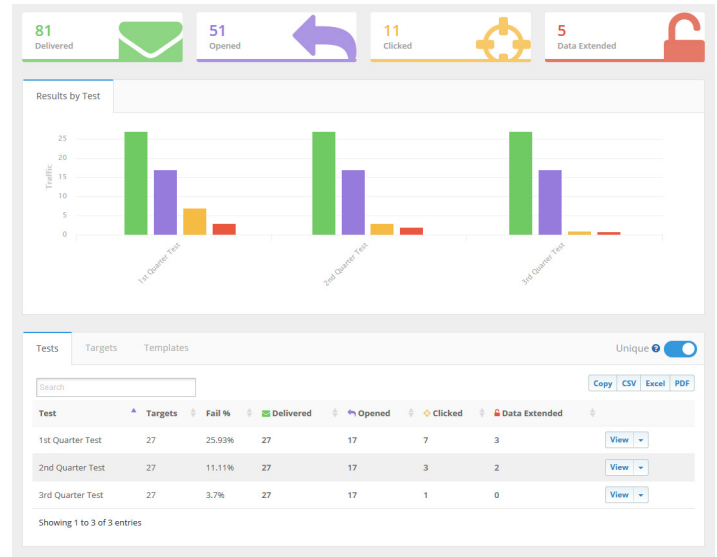 81 51 11 5
Delivered Opened Clicked Data Extended
Results by Test
25
20
15
10
5
0
Traffic
1st Quarter Test 2nd Quarter Test 3rd Quarter Test
Tests Targets Templates Unique
Search Copy CSV Excel PDF
Test Targets Fail % Delivered Opened Clicked Data Extended
1st Quarter Test 27 25.93% 27 17 7 3 View
2nd Quarter Test 27 11.11% 27 17 3 2 View
3rd Quarter Test 27 3.7% 27 17 1 0 View
Showing 1 to 3 of 3 entries